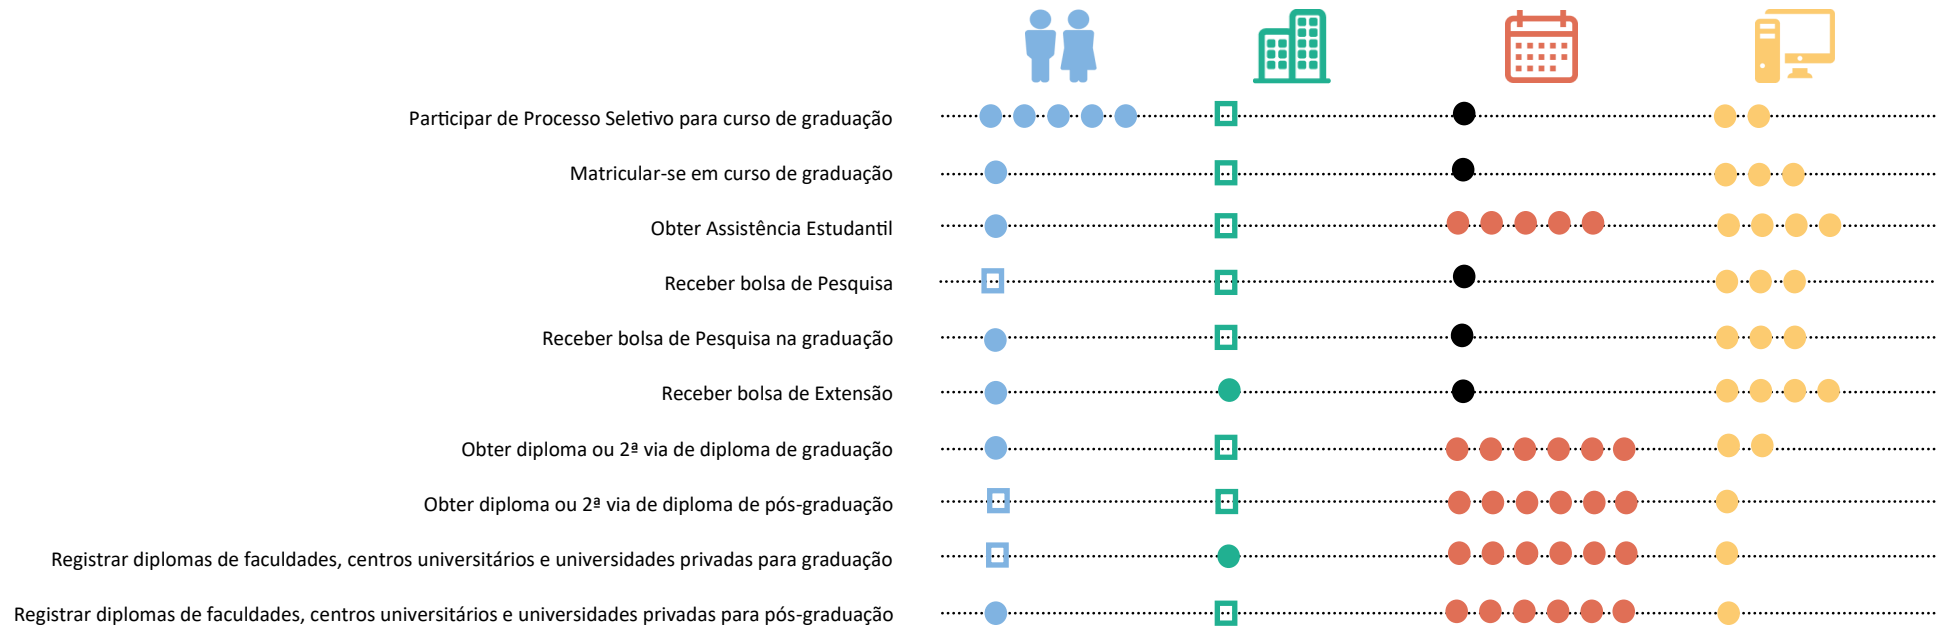 Participar de Processo Seletivo para curso de graduação
Matricular-se em curso de graduação
Obter Assistência Estudantil
Receber bolsa de Pesquisa
Receber bolsa de Pesquisa na graduação
Receber bolsa de Extensão
Obter diploma ou 2ª via de diploma de graduação
Obter diploma ou 2ª via de diploma de pós-graduação
Registrar diplomas de faculdades, centros universitários e universidades privadas para graduação
Registrar diplomas de faculdades, centros universitários e universidades privadas para pós-graduação